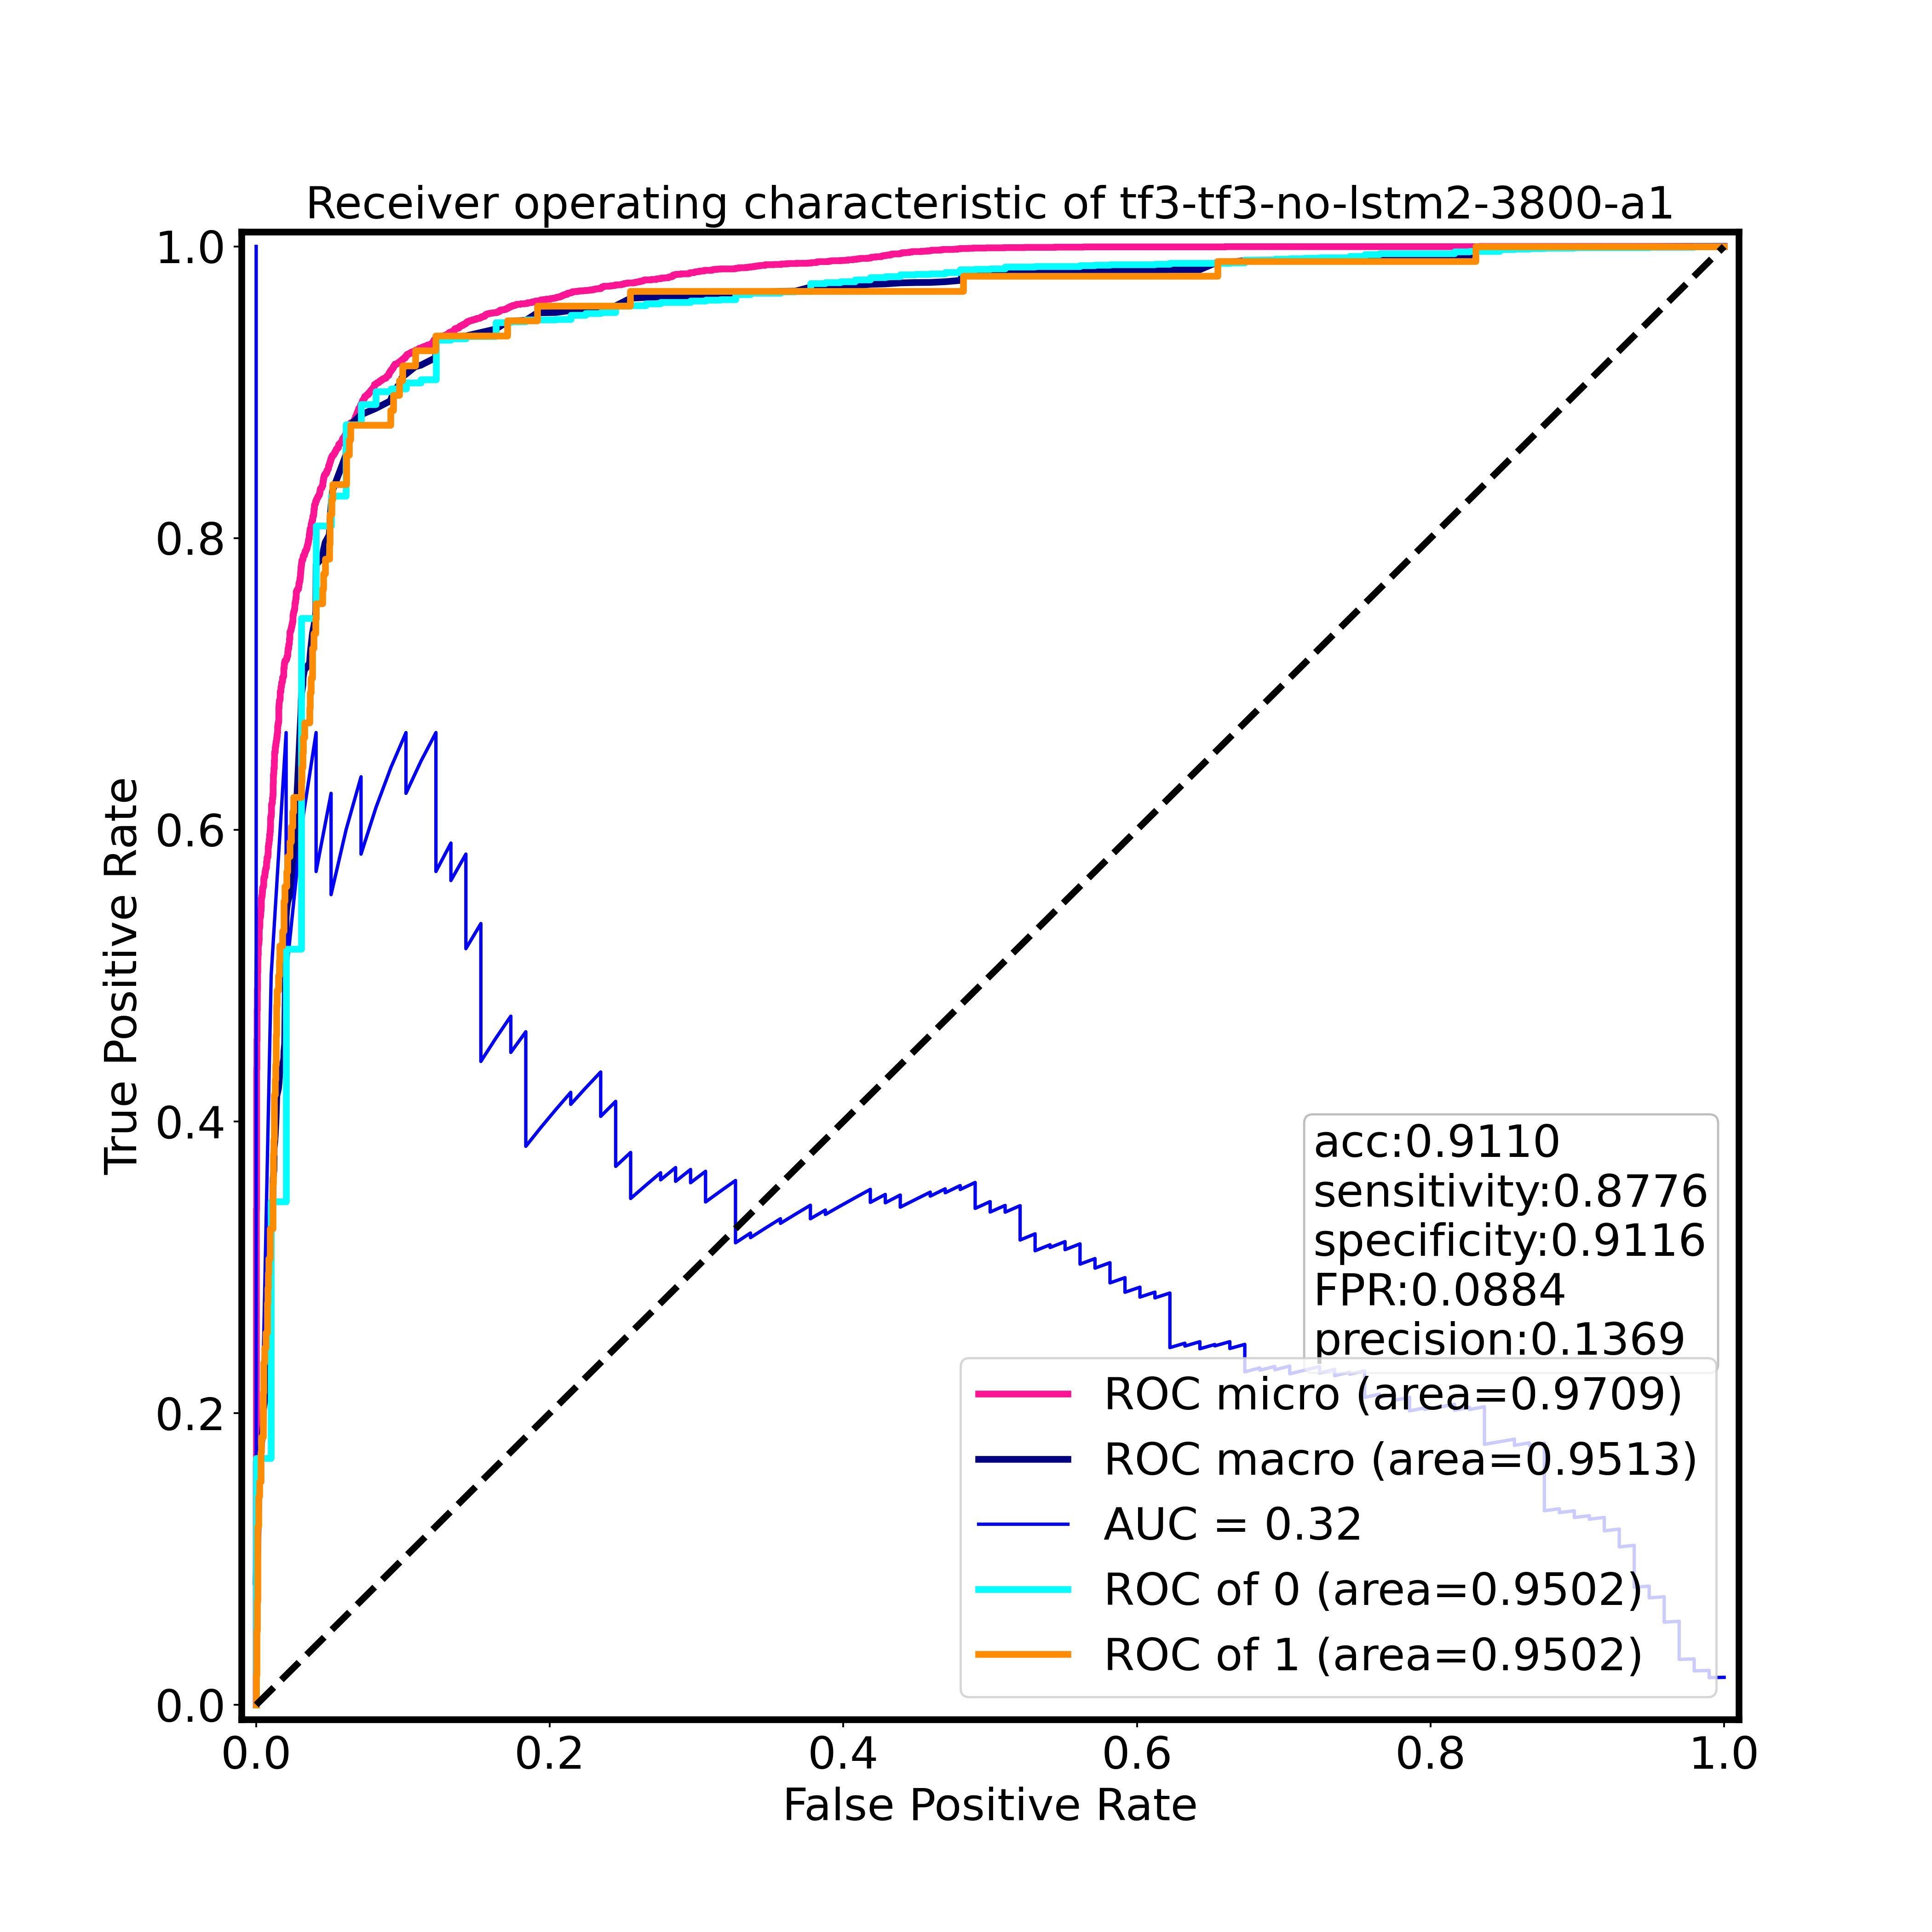 Receiver operating characteristic of tf3-tf3-no-lstm2-3800-a1
1.0
0.8
0.6
0.4
0.2
0.0
True Positive Rate
acc:0.9110
sensitivity:0.8776
specificity:0.9116
FPR:0.0884
precision:0.1369
ROC micro (area=0.9709)
ROC macro (area=0.9513)
AUC = 0.32
ROC of 0 (area=0.9502)
ROC of 1 (area=0.9502)
0.0 0.2 0.4 0.6 0.8 1.0
False Positive Rate